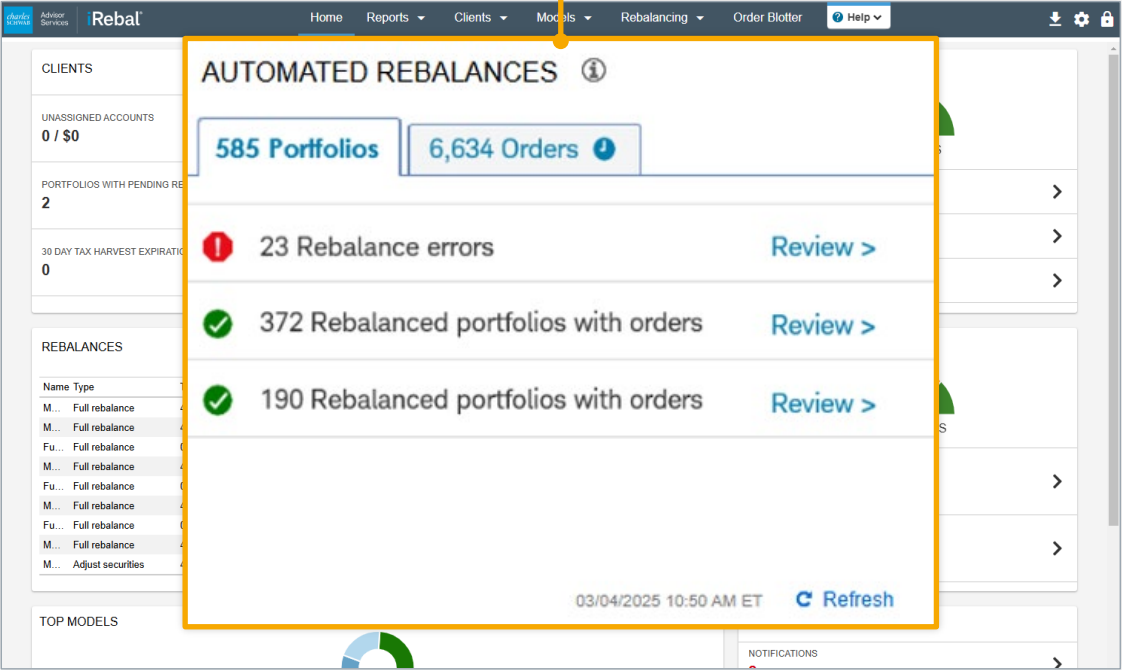 charles SCHWAB Advisor Services iRebal® Home Reports Clients Models Rebalancing Order Blotter ? Help
CLIENTS
UNASSIGNED ACCOUNTS
0 / $0
PORTFOLIOS WITH PENDING RE
2
30 DAY TAX HARVEST EXPIRATIO
0
REBALANCES
Name Type
M... Full rebalance
M... Full rebalance
Fu... Full rebalance
M... Full rebalance
Fu... Full rebalance
M... Full rebalance
Fu... Full rebalance
M... Full rebalance
M... Adjust securities
TOP MODELS
AUTOMATED REBALANCES
585 Portfolios 6,634 Orders
23 Rebalance errors Review >
372 Rebalanced portfolios with orders Review >
190 Rebalanced portfolios with orders Review >
03/04/2025 10:50 AM ET Refresh
S
S
NOTIFICATIONS